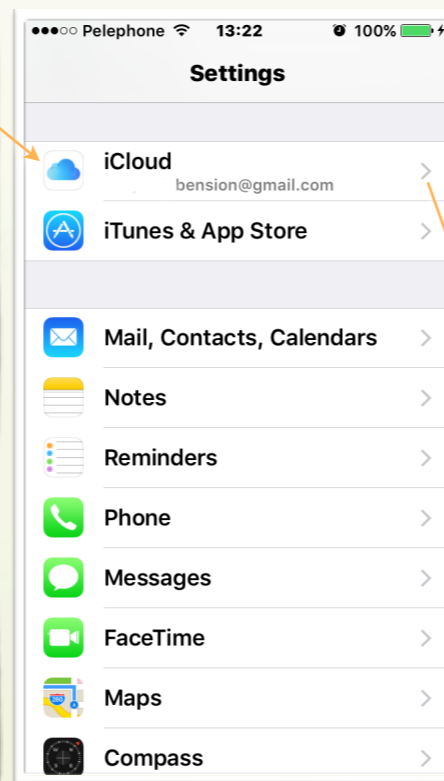 Pelephone 13:22 100%
Settings
iCloud
bension@gmail.com
iTunes & App Store
Mail, Contacts, Calendars
Notes
Reminders
Phone
Messages
FaceTime
280
Maps
Compass